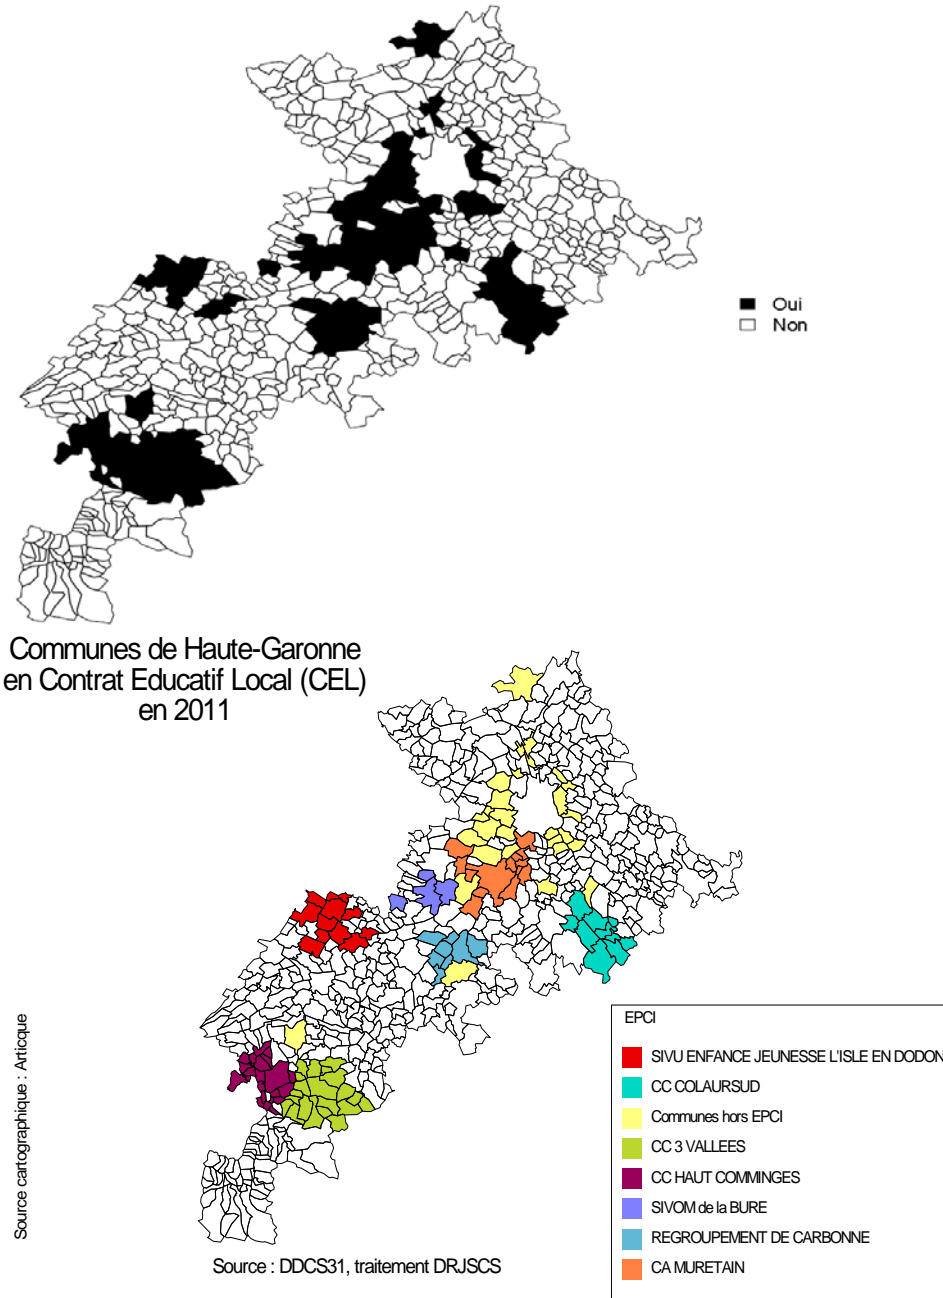 Oui
Non
Communes de Haute-Garonne
en Contrat Educatif Local (CEL)
en 2011
Source cartographique : Articque
EPCI
SIVU ENFANCE JEUNESSE L'ISLE EN DODON
CC COLAURSUD
Communes hors EPCI
CC 3 VALLEES
CC HAUT COMMINGES
SIVOM de la BURE
REGROUPEMENT DE CARBONNE
CA MURETAIN
Source : DDCS31, traitement DRJSCS